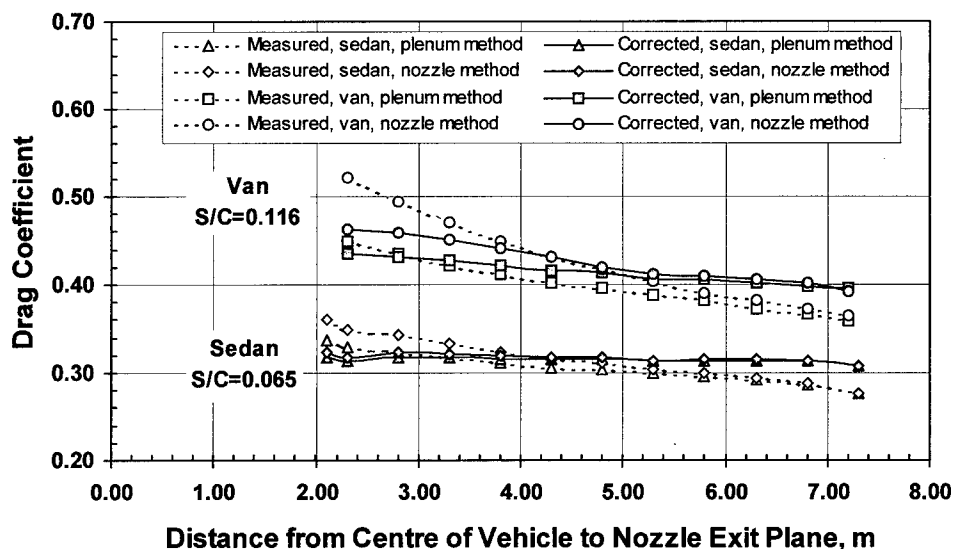 0.70
0.60
0.50
0.40
0.30
0.20
Drag Coefficient
Measured, sedan, plenum method
Measured, sedan, nozzle method
Measured, van, plenum method
Measured, van, nozzle method
Corrected, sedan, plenum method
Corrected, sedan, nozzle method
Corrected, van, plenum method
Corrected, van, nozzle method
Van
S/C=0.116
Sedan
S/C=0.065
0.00 1.00 2.00 3.00 4.00 5.00 6.00 7.00 8.00
Distance from Centre of Vehicle to Nozzle Exit Plane, m